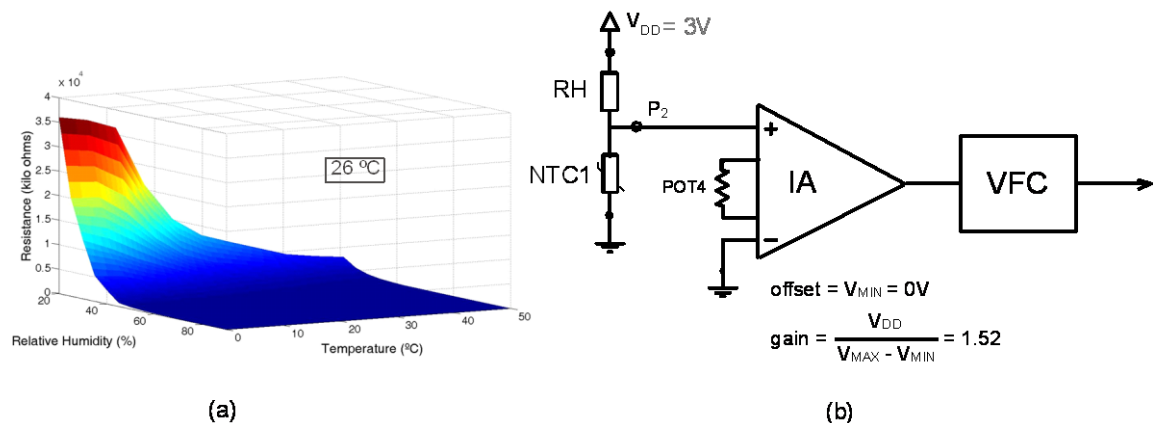 x 10⁴
4
3.5
3
2.5
2
1.5
1
0.5
0
Resistance (kilo ohms)
26 ºC
20
40
60
80
Relative Humidity (%)
0
10
20
30
40
50
Temperature (ºC)
(a)
V_DD = 3V
RH
P₂
NTC1
POT4
+
IA
−
VFC
offset = V_MIN = 0V
gain = V_DD / V_MAX - V_MIN = 1.52
(b)